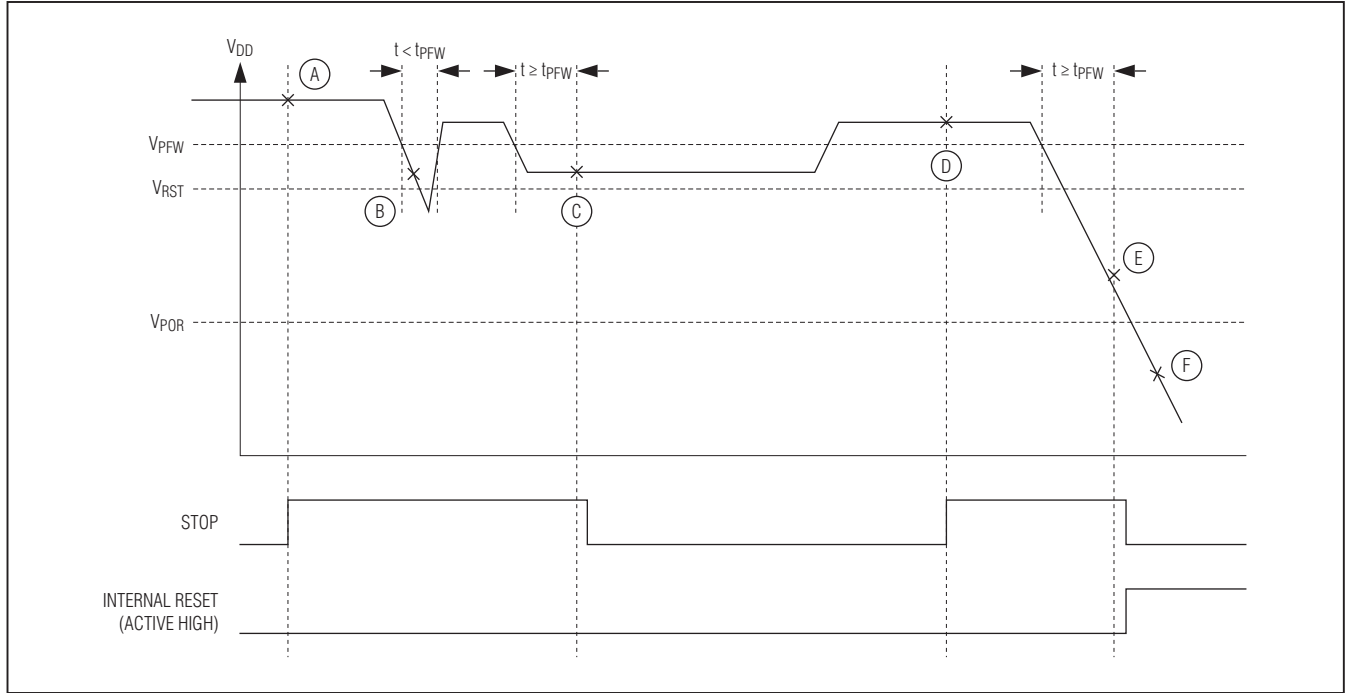 VDD
A
t < tPFW
t ≥ tPFW
t ≥ tPFW
VPFW
VRST
B
C
D
E
VPOR
F
STOP
INTERNAL RESET
(ACTIVE HIGH)